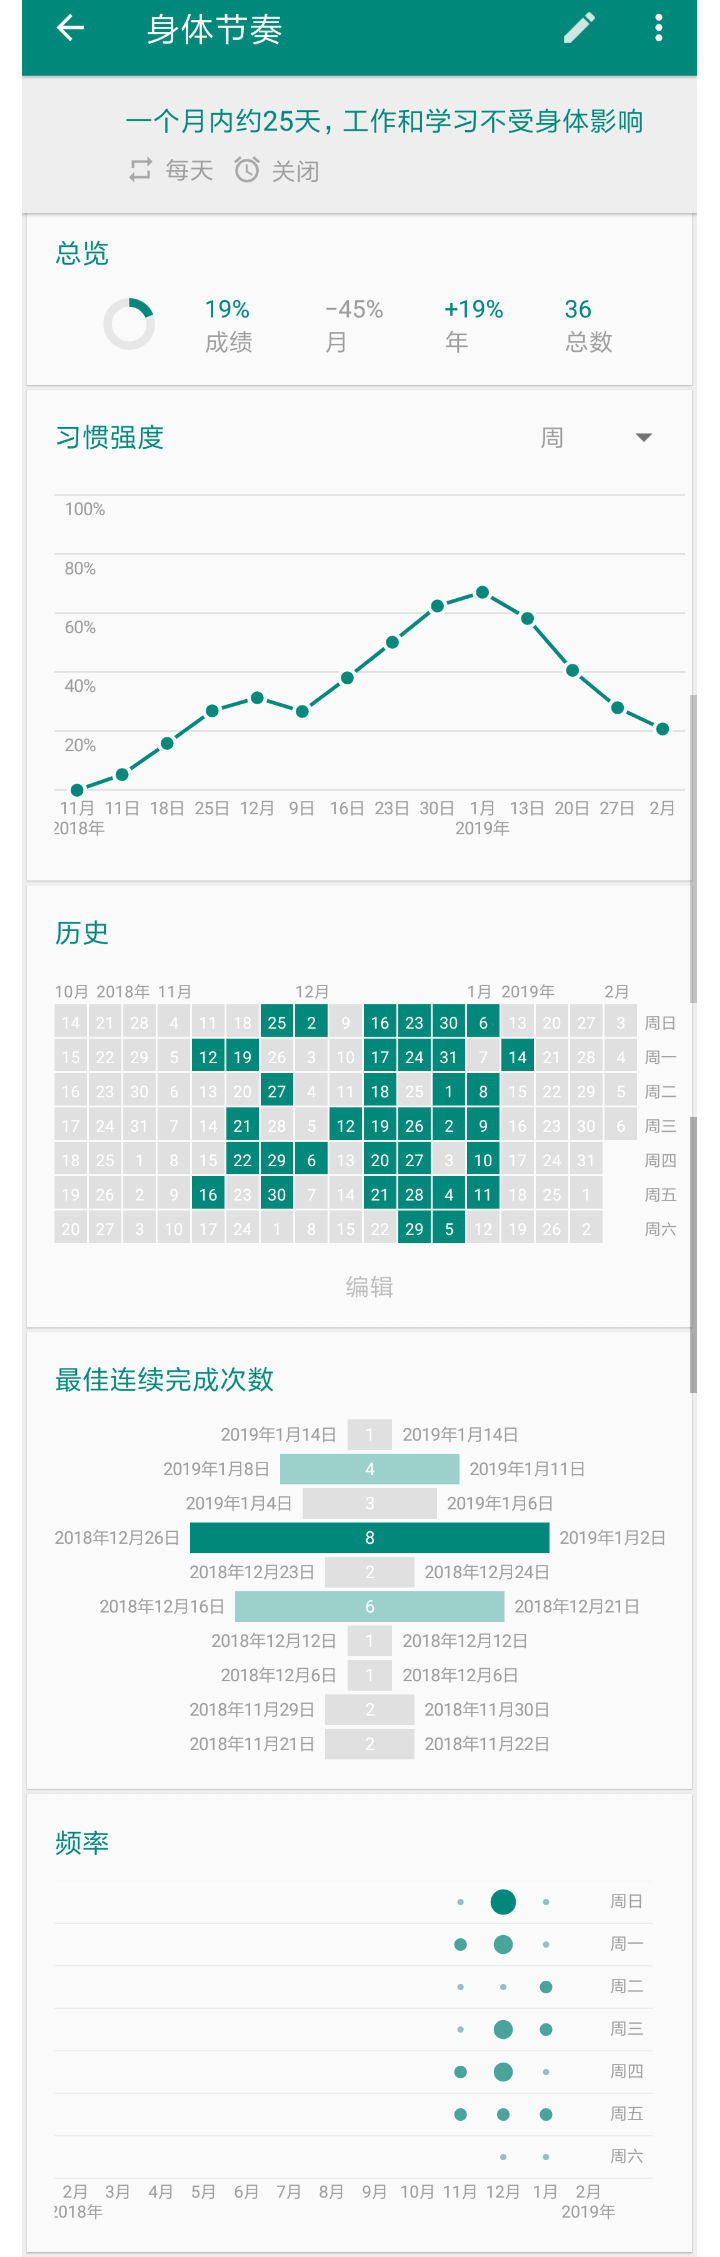 身体节奏
一个月内约25天，工作和学习不受身体影响
每天 关闭
总览
19% −45% +19% 36
成绩 月 年 总数
习惯强度 周
100%
80%
60%
40%
20%
11月 11日 18日 25日 12月 9日 16日 23日 30日 1月 13日 20日 27日 2月
2018年 2019年
历史
10月 2018年 11月 12月 1月 2019年 2月
14 21 28 4 11 18 25 2 9 16 23 30 6 13 20 27 3 周日
15 22 29 5 12 19 26 3 10 17 24 31 7 14 21 28 4 周一
16 23 30 6 13 20 27 4 11 18 25 1 8 15 22 29 5 周二
17 24 31 7 14 21 28 5 12 19 26 2 9 16 23 30 6 周三
18 25 1 8 15 22 29 6 13 20 27 3 10 17 24 31 周四
19 26 2 9 16 23 30 7 14 21 28 4 11 18 25 1 周五
20 27 3 10 17 24 1 8 15 22 29 5 12 19 26 2 周六
编辑
最佳连续完成次数
2019年1月14日 1 2019年1月14日
2019年1月8日 4 2019年1月11日
2019年1月4日 3 2019年1月6日
2018年12月26日 8 2019年1月2日
2018年12月23日 2 2018年12月24日
2018年12月16日 6 2018年12月21日
2018年12月12日 1 2018年12月12日
2018年12月6日 1 2018年12月6日
2018年11月29日 2 2018年11月30日
2018年11月21日 2 2018年11月22日
频率
周日
周一
周二
周三
周四
周五
周六
2月 3月 4月 5月 6月 7月 8月 9月 10月 11月 12月 1月 2月
2018年 2019年